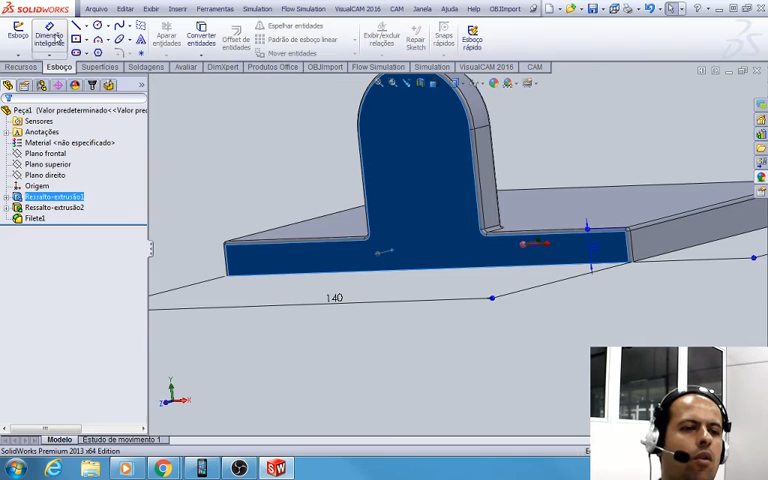 SOLIDWORKS
Arquivo Editar Exibir Inserir Ferramentas Simulation Toolbox Flow Simulation VisualCAM 2016 CAM Janela Ajuda OBJImport
Esboço
Dimensão inteligente
Aparar entidades
Converter entidades
Offset de entidades
Espelhar entidades
Padrão de esboço linear
Mover entidades
Exibir/excluir relações
Repair Sketch
Snaps rápidos
Esboço rápido
Recursos Esboço Superfícies Soldagens Avaliar DimXpert Produtos Office OBJImport Flow Simulation Simulation VisualCAM 2016 CAM
Peça1 (Valor predeterminado<<Valor pre
Sensores
Anotações
Material <não especificado>
Plano frontal
Plano superior
Plano direito
Origem
Ressalto-extrusão1
Ressalto-extrusão2
Filete1
140
Y
X
Z
Modelo Estudo de movimento 1
SolidWorks Premium 2013 x64 Edition